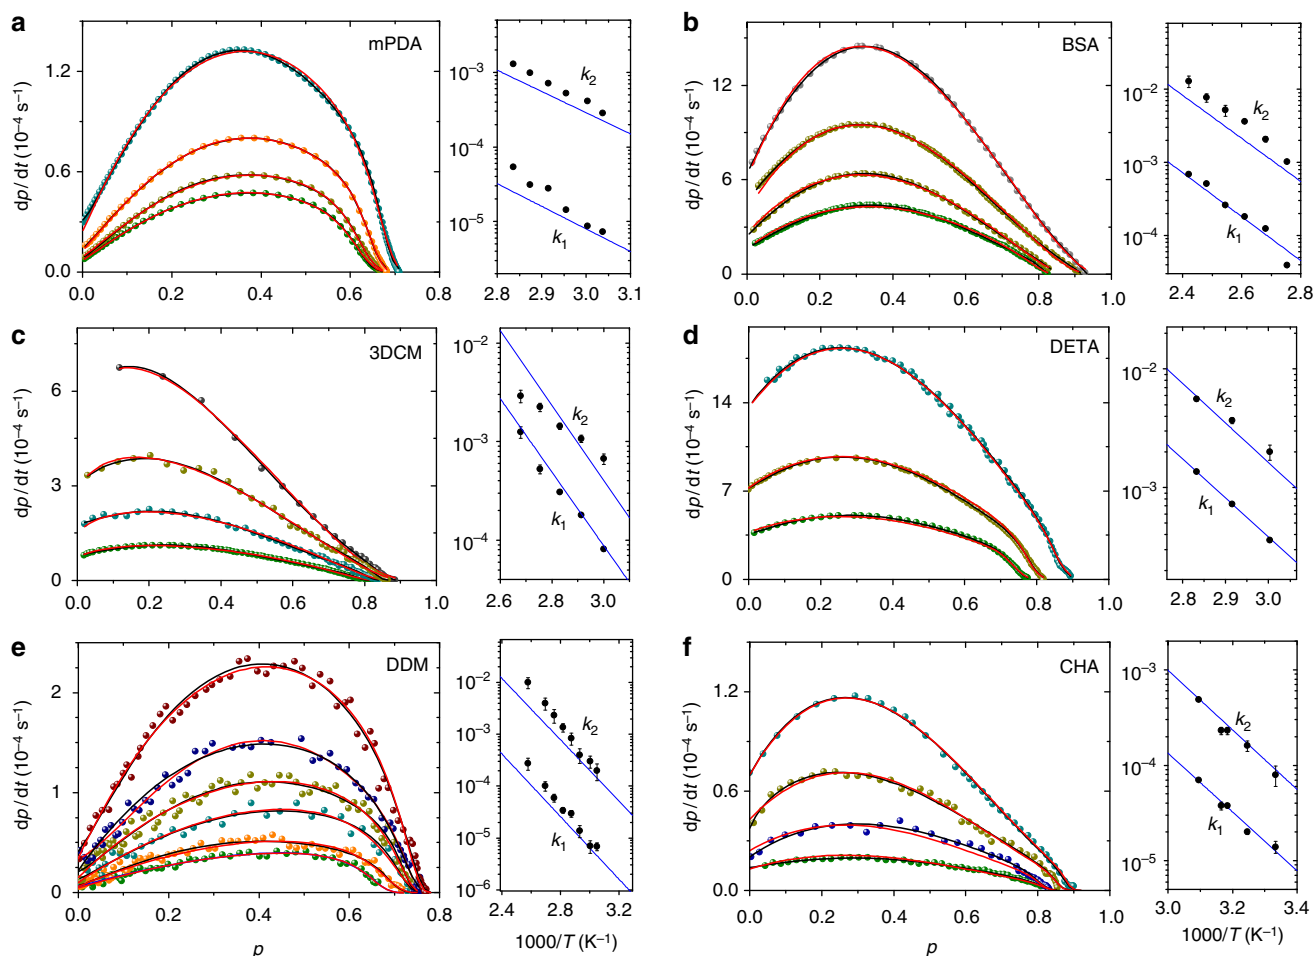 a
mPDA
dp/dt (10⁻⁴ s⁻¹)
1.2
0.6
0.0
0.0 0.2 0.4 0.6 0.8
10⁻³
10⁻⁴
10⁻⁵
k₂
k₁
2.8 2.9 3.0 3.1
b
BSA
dp/dt (10⁻⁴ s⁻¹)
12
6
0
0.0 0.2 0.4 0.6 0.8 1.0
10⁻²
10⁻³
10⁻⁴
k₂
k₁
2.4 2.6 2.8
c
3DCM
dp/dt (10⁻⁴ s⁻¹)
6
3
0
0.0 0.2 0.4 0.6 0.8 1.0
10⁻²
10⁻³
10⁻⁴
k₂
k₁
2.6 2.8 3.0
d
DETA
dp/dt (10⁻⁴ s⁻¹)
14
7
0
0.0 0.2 0.4 0.6 0.8 1.0
10⁻²
10⁻³
k₂
k₁
2.8 2.9 3.0
e
DDM
dp/dt (10⁻⁴ s⁻¹)
2
1
0
0.0 0.2 0.4 0.6 0.8
p
10⁻²
10⁻³
10⁻⁴
10⁻⁵
10⁻⁶
k₂
k₁
2.4 2.8 3.2
1000/T (K⁻¹)
f
CHA
dp/dt (10⁻⁴ s⁻¹)
1.2
0.6
0.0
0.0 0.2 0.4 0.6 0.8 1.0
p
10⁻³
10⁻⁴
10⁻⁵
k₂
k₁
3.0 3.2 3.4
1000/T (K⁻¹)